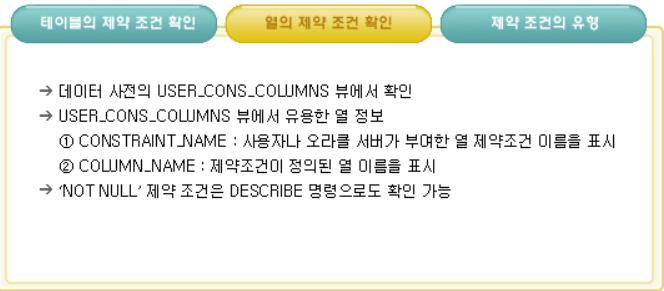 테이블의 제약 조건 확인
열의 제약 조건 확인
제약 조건의 유형
→ 데이터 사전의 USER_CONS_COLUMNS 뷰에서 확인
→ USER_CONS_COLUMNS 뷰에서 유용한 열 정보
① CONSTRAINT_NAME : 사용자나 오라클 서버가 부여한 열 제약조건 이름을 표시
② COLUMN_NAME : 제약조건이 정의된 열 이름을 표시
→ 'NOT NULL' 제약 조건은 DESCRIBE 명령으로도 확인 가능